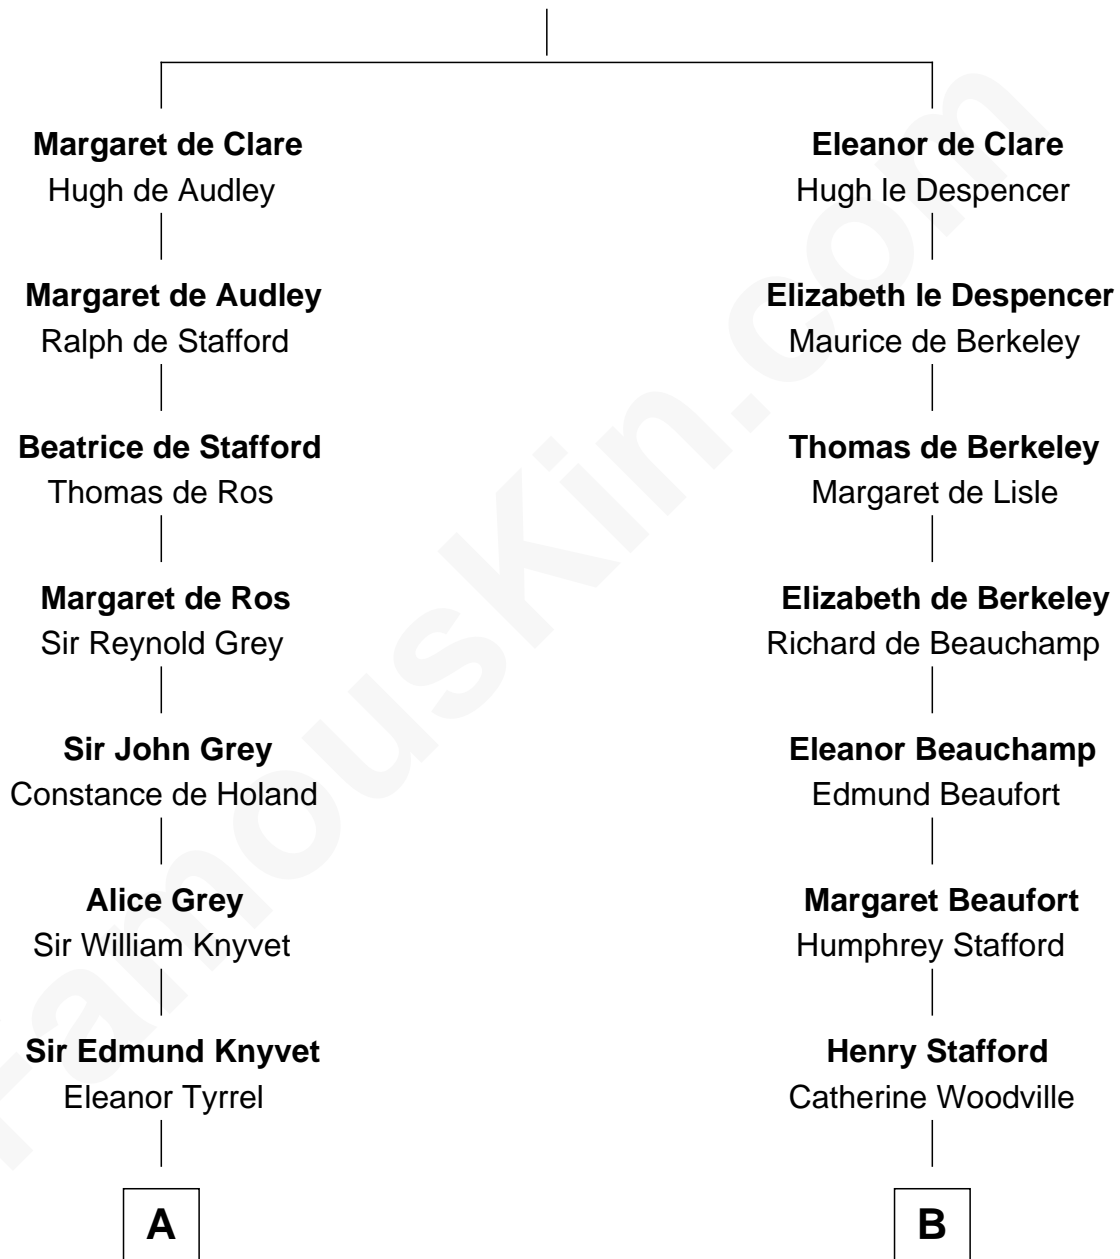 Margaret de Clare
Hugh de Audley
Margaret de Audley
Ralph de Stafford
Beatrice de Stafford
Thomas de Ros
Margaret de Ros
Sir Reynold Grey
Sir John Grey
Constance de Holand
Alice Grey
Sir William Knyvet
Sir Edmund Knyvet
Eleanor Tyrrel
A
Eleanor de Clare
Hugh le Despencer
Elizabeth le Despencer
Maurice de Berkeley
Thomas de Berkeley
Margaret de Lisle
Elizabeth de Berkeley
Richard de Beauchamp
Eleanor Beauchamp
Edmund Beaufort
Margaret Beaufort
Humphrey Stafford
Henry Stafford
Catherine Woodville
B
FamousKin.com